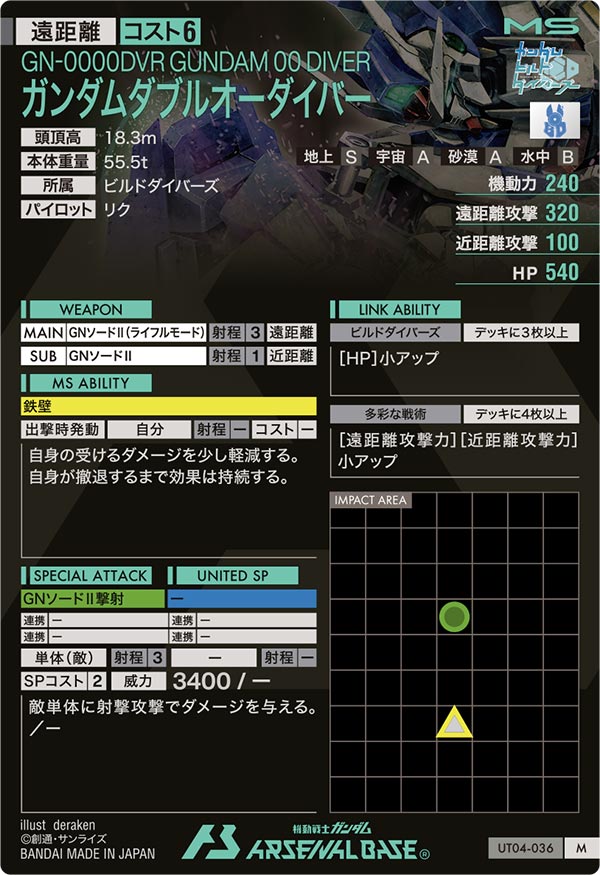 遠距離 コスト6
MS
GN-0000DVR GUNDAM 00 DIVER
ガンダムダブルオーダイバー
ガンダム
ビルド
ダイバーズ
頭頂高 18.3m
本体重量 55.5t
所属 ビルドダイバーズ
パイロット リク
地上 S 宇宙 A 砂漠 A 水中 B
機動力 240
遠距離攻撃 320
近距離攻撃 100
HP 540
WEAPON
MAIN GNソードⅡ(ライフルモード) 射程 3 遠距離
SUB GNソードⅡ 射程 1 近距離
MS ABILITY
鉄壁
出撃時発動 自分 射程 ー コスト ー
自身の受けるダメージを少し軽減する。
自身が撤退するまで効果は持続する。
LINK ABILITY
ビルドダイバーズ デッキに3枚以上
[HP]小アップ
多彩な戦術 デッキに4枚以上
[遠距離攻撃力][近距離攻撃力]
小アップ
IMPACT AREA
SPECIAL ATTACK UNITED SP
GNソードⅡ撃射 ー
連携 ー 連携 ー
連携 ー 連携 ー
単体(敵) 射程 3 ー 射程 ー
SPコスト 2 威力 3400 / ー
敵単体に射撃攻撃でダメージを与える。
／ー
illust deraken
©創通・サンライズ
BANDAI MADE IN JAPAN
機動戦士ガンダム
AB ARSENAL BASE®
UT04-036 M